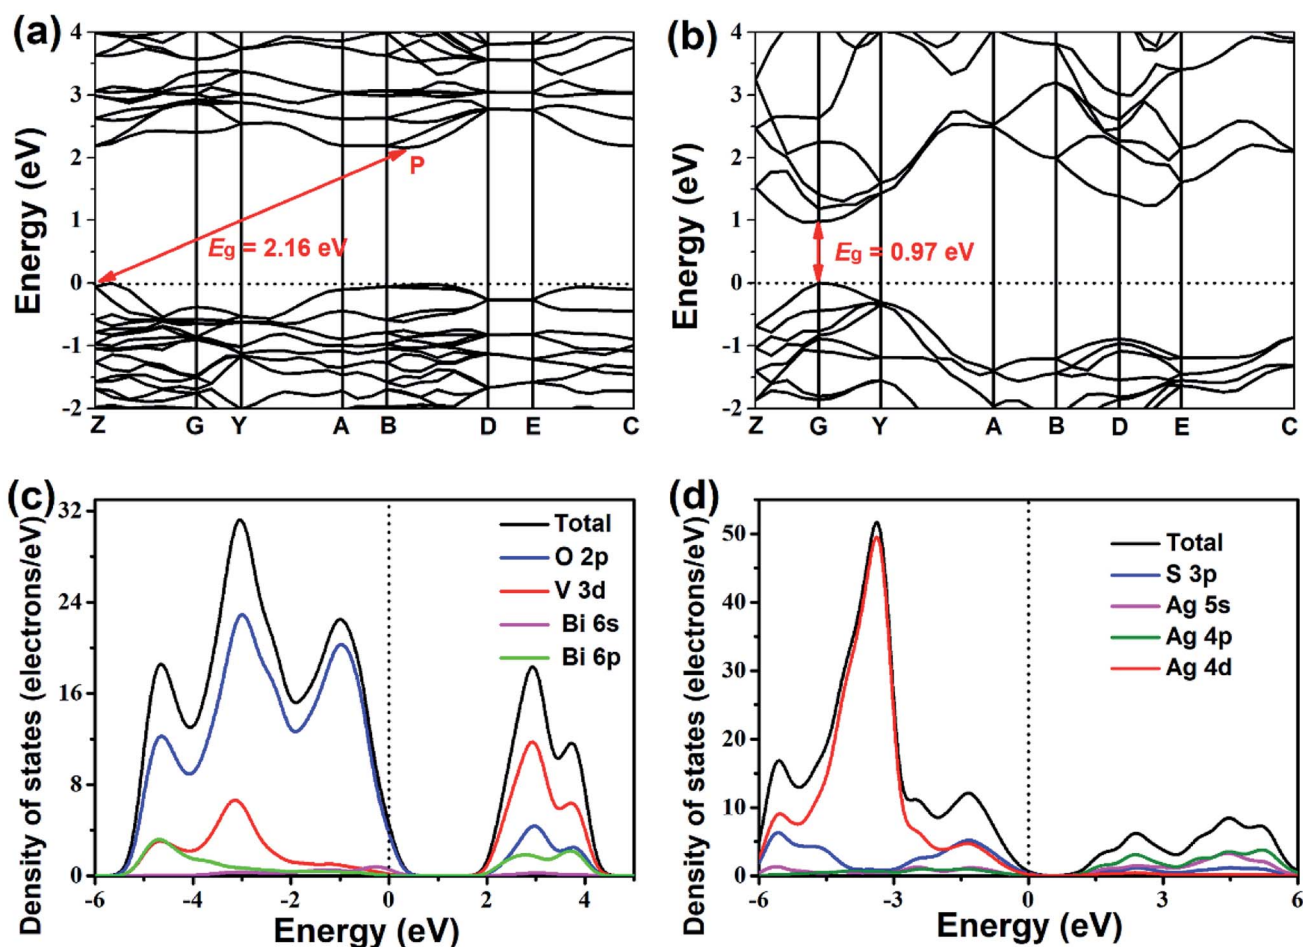 (a)
4
3
2
1
0
-1
-2
Energy (eV)
P
Eg = 2.16 eV
Z G Y A B D E C
(b)
4
3
2
1
0
-1
-2
Energy (eV)
Eg = 0.97 eV
Z G Y A B D E C
(c)
32
24
16
8
0
Density of states (electrons/eV)
Total
O 2p
V 3d
Bi 6s
Bi 6p
-6 -4 -2 0 2 4
Energy (eV)
(d)
50
40
30
20
10
0
Density of states (electrons/eV)
Total
S 3p
Ag 5s
Ag 4p
Ag 4d
-6 -3 0 3 6
Energy (eV)